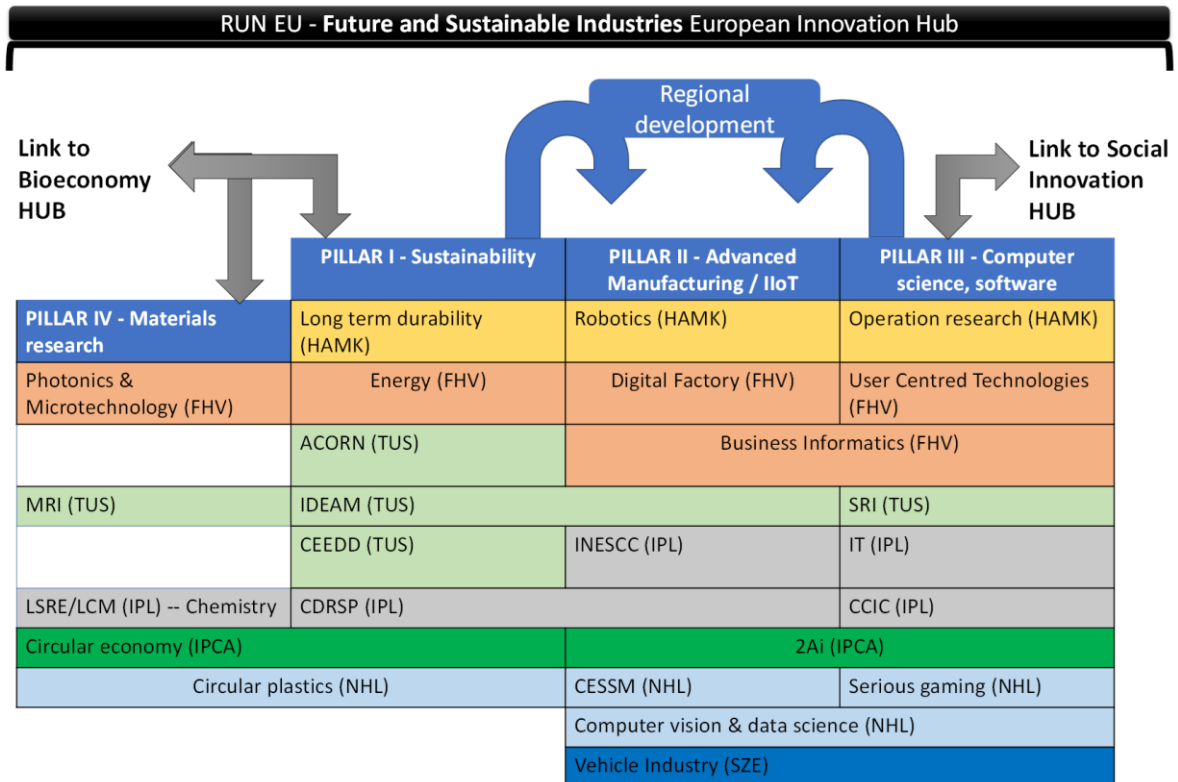 RUN EU - Future and Sustainable Industries European Innovation Hub
Regional
development
Link to
Bioeconomy
HUB
Link to Social
Innovation
HUB
PILLAR I - Sustainability
PILLAR II - Advanced
Manufacturing / IIoT
PILLAR III - Computer
science, software
PILLAR IV - Materials
research
Long term durability
(HAMK)
Robotics (HAMK)
Operation research (HAMK)
Photonics &
Microtechnology (FHV)
Energy (FHV)
Digital Factory (FHV)
User Centred Technologies
(FHV)
ACORN (TUS)
Business Informatics (FHV)
MRI (TUS)
IDEAM (TUS)
SRI (TUS)
CEEDD (TUS)
INESCC (IPL)
IT (IPL)
LSRE/LCM (IPL) -- Chemistry
CDRSP (IPL)
CCIC (IPL)
Circular economy (IPCA)
2Ai (IPCA)
Circular plastics (NHL)
CESSM (NHL)
Serious gaming (NHL)
Computer vision & data science (NHL)
Vehicle Industry (SZE)